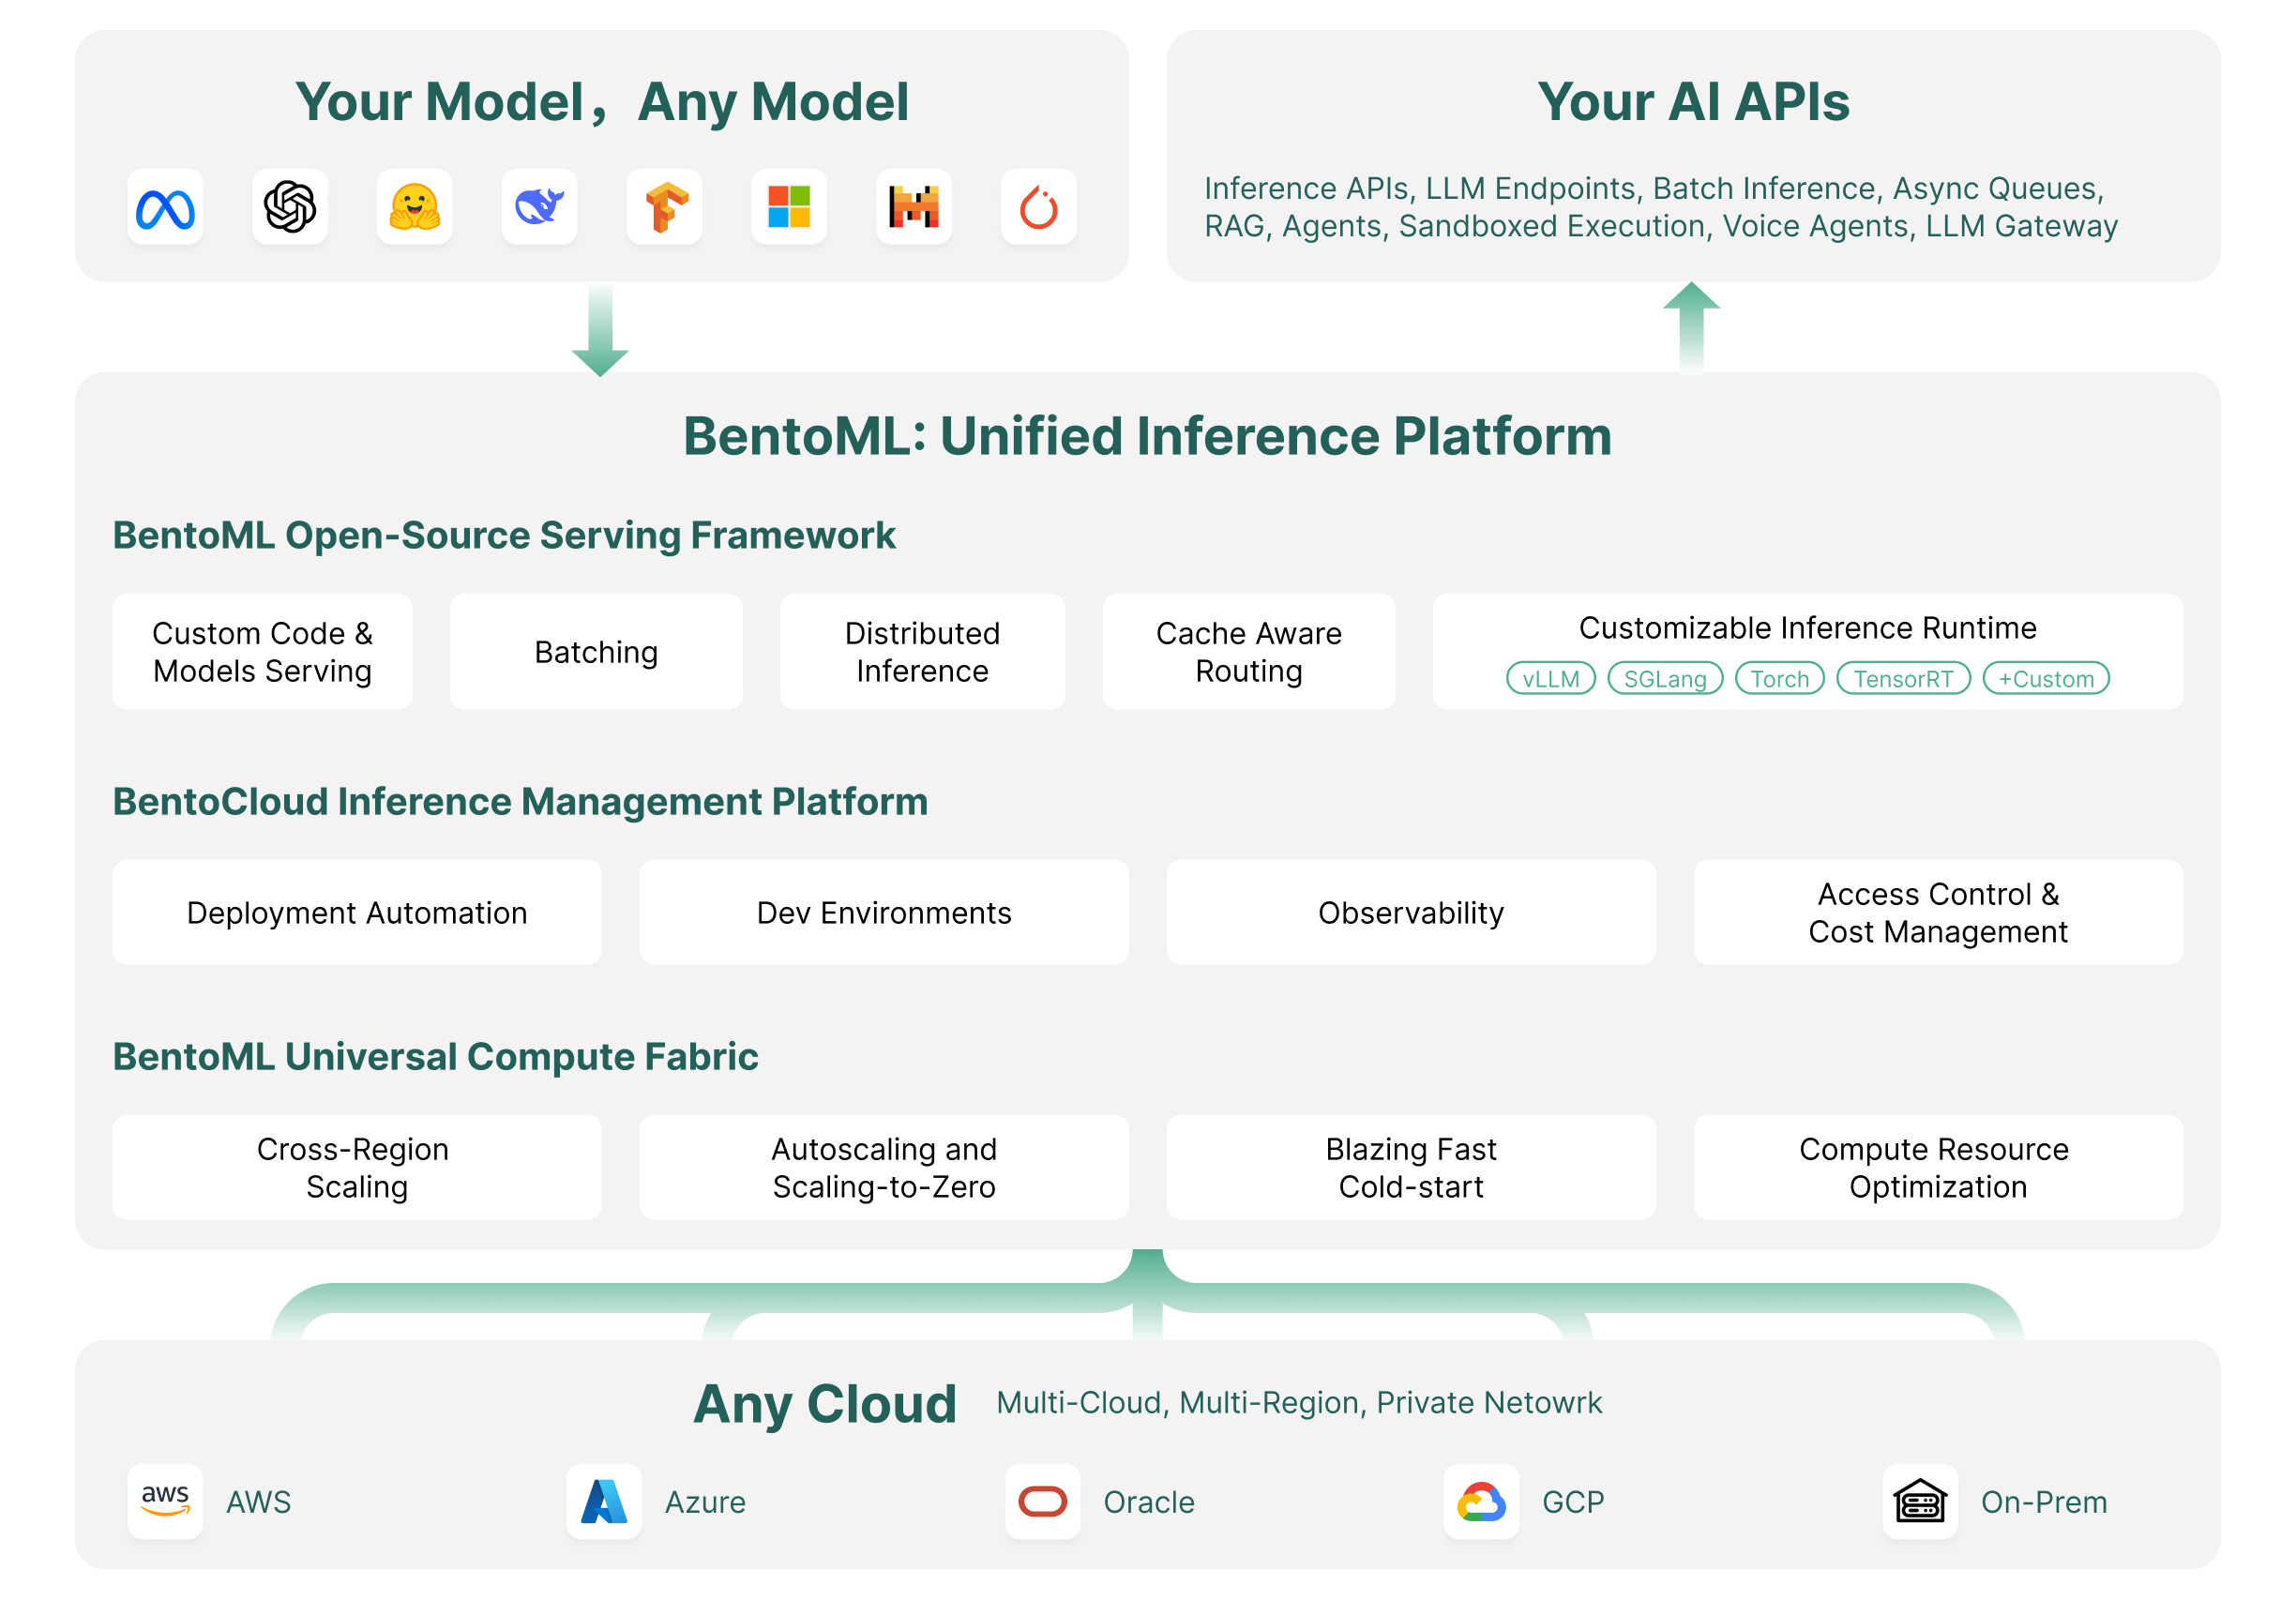 Your Model，Any Model
Your AI APIs
Inference APIs, LLM Endpoints, Batch Inference, Async Queues,
RAG, Agents, Sandboxed Execution, Voice Agents, LLM Gateway
BentoML: Unified Inference Platform
BentoML Open-Source Serving Framework
Custom Code &
Models Serving
Batching
Distributed
Inference
Cache Aware
Routing
Customizable Inference Runtime
vLLM
SGLang
Torch
TensorRT
+Custom
BentoCloud Inference Management Platform
Deployment Automation
Dev Environments
Observability
Access Control &
Cost Management
BentoML Universal Compute Fabric
Cross-Region
Scaling
Autoscaling and
Scaling-to-Zero
Blazing Fast
Cold-start
Compute Resource
Optimization
Any Cloud
Multi-Cloud, Multi-Region, Private Netowrk
aws
AWS
Azure
Oracle
GCP
On-Prem